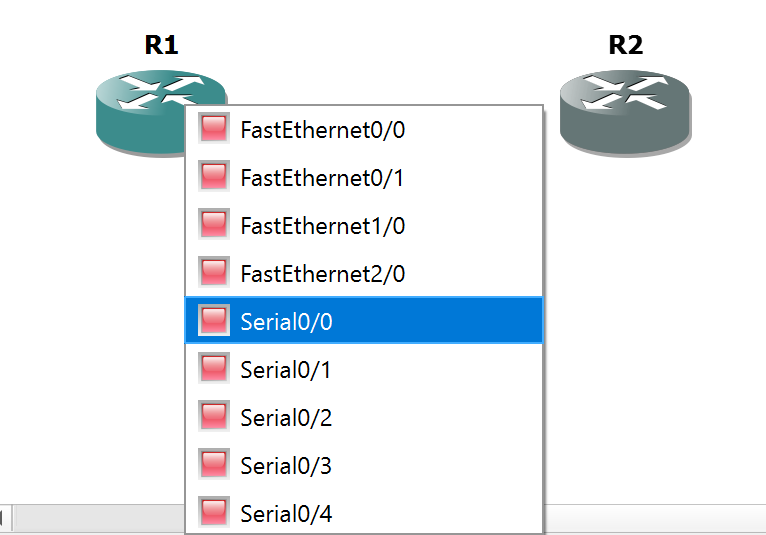 R1
R2
FastEthernet0/0
FastEthernet0/1
FastEthernet1/0
FastEthernet2/0
Serial0/0
Serial0/1
Serial0/2
Serial0/3
Serial0/4